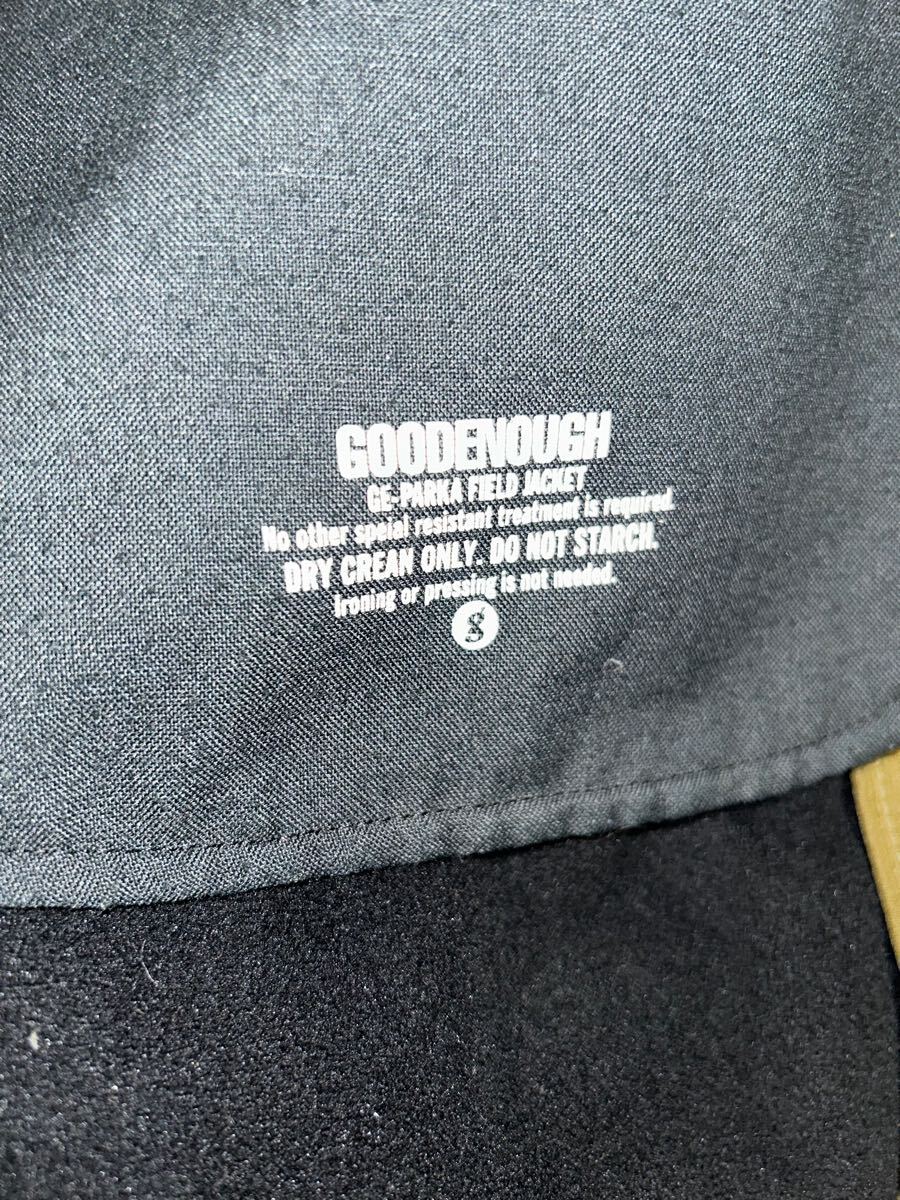 GOODENOUGH
GE-PARKA FIELD JACKET
No other speial resistant treatment is required.
DRY CREAN ONLY. DO NOT STARCH.
Ironing or pressing is not needed.
g